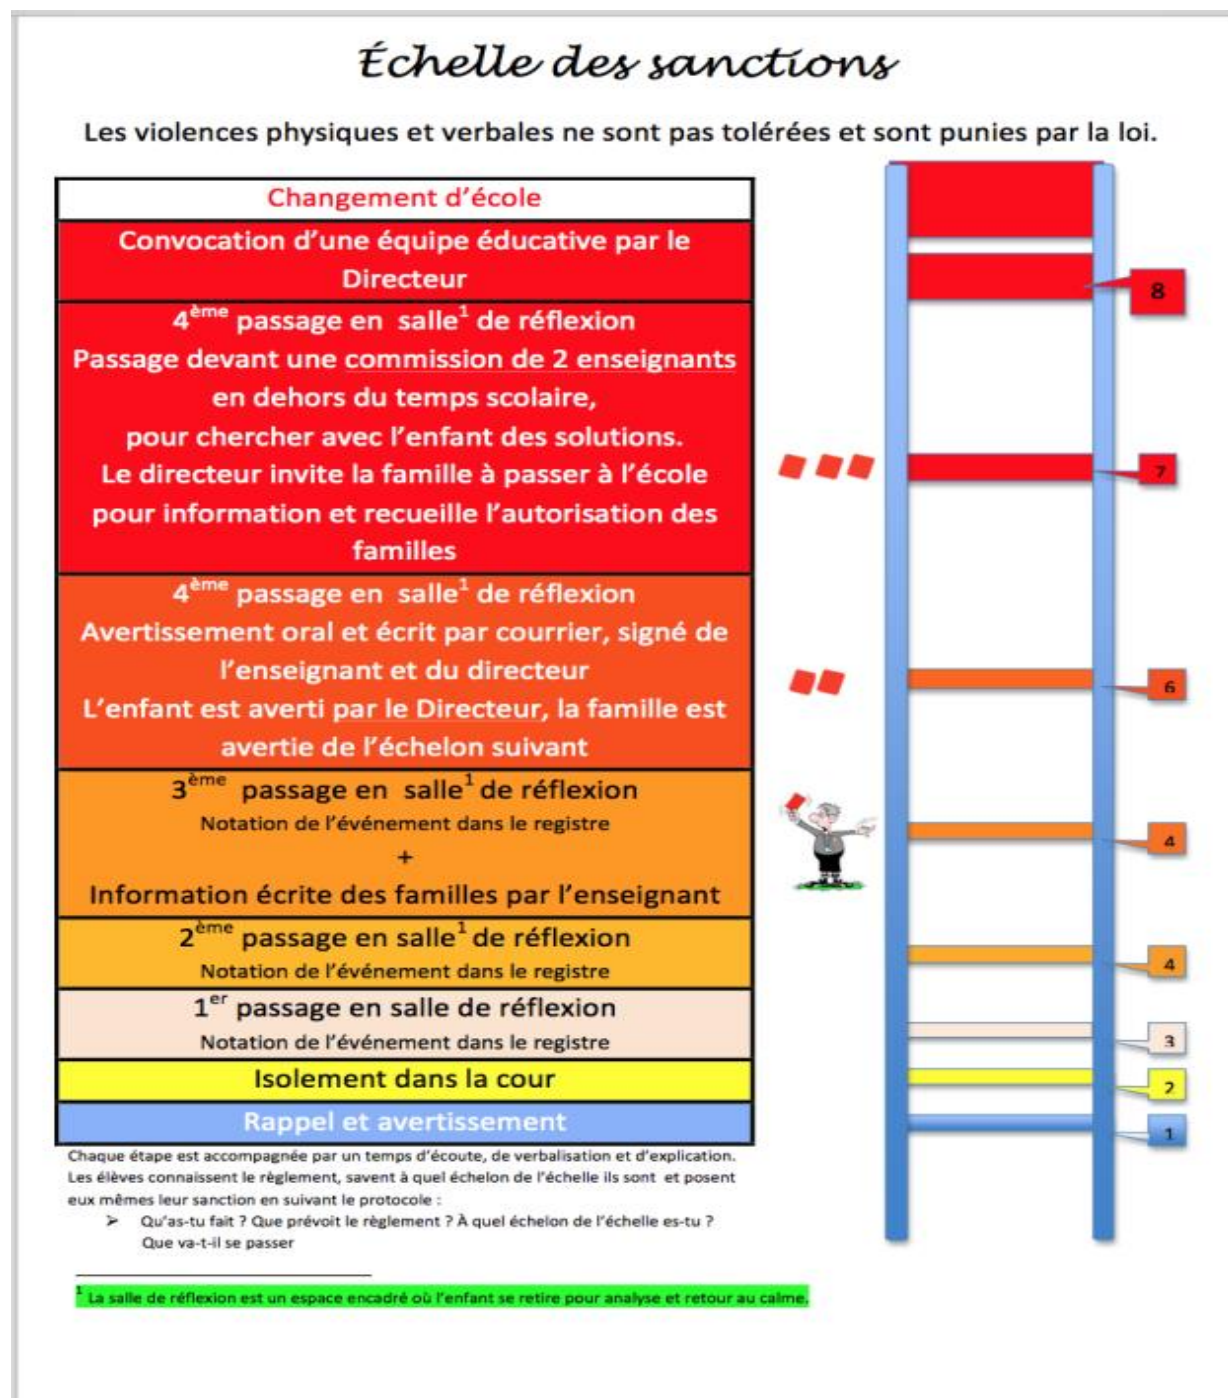 Échelle des sanctions
Les violences physiques et verbales ne sont pas tolérées et sont punies par la loi.
Changement d’école
Convocation d’une équipe éducative par le
Directeur
4ème passage en salle1 de réflexion
Passage devant une commission de 2 enseignants
en dehors du temps scolaire,
pour chercher avec l’enfant des solutions.
Le directeur invite la famille à passer à l’école
pour information et recueille l’autorisation des
familles
4ème passage en salle1 de réflexion
Avertissement oral et écrit par courrier, signé de
l’enseignant et du directeur
L’enfant est averti par le Directeur, la famille est
avertie de l’échelon suivant
3ème passage en salle1 de réflexion
Notation de l’événement dans le registre
+
Information écrite des familles par l’enseignant
2ème passage en salle1 de réflexion
Notation de l’événement dans le registre
1er passage en salle de réflexion
Notation de l’événement dans le registre
Isolement dans la cour
Rappel et avertissement
8
7
6
4
4
3
2
1
Chaque étape est accompagnée par un temps d’écoute, de verbalisation et d’explication.
Les élèves connaissent le règlement, savent à quel échelon de l’échelle ils sont et posent
eux mêmes leur sanction en suivant le protocole :
➢ Qu’as-tu fait ? Que prévoit le règlement ? À quel échelon de l’échelle es-tu ?
Que va-t-il se passer
1 La salle de réflexion est un espace encadré où l’enfant se retire pour analyse et retour au calme.